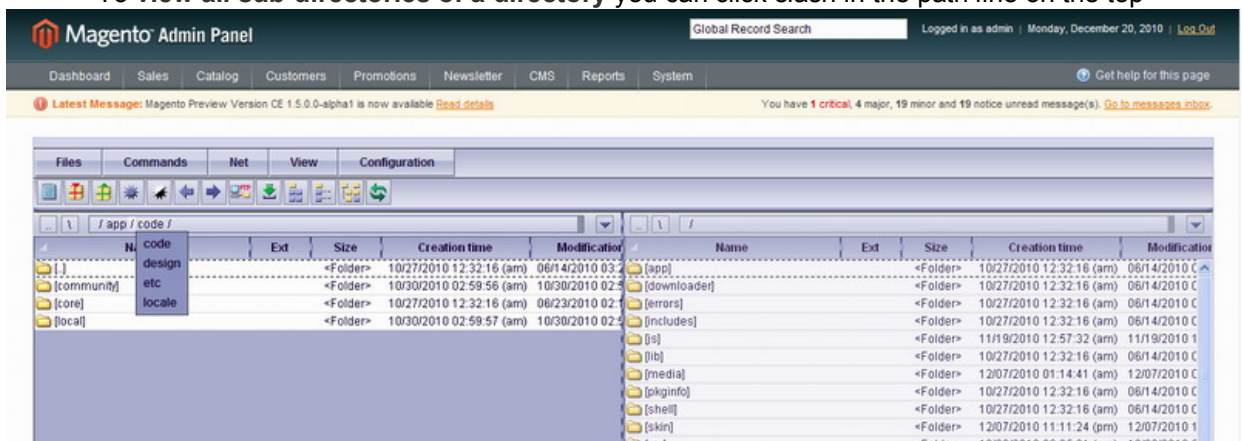 To view all sub-directories of a directory you can click slash in the path line on the top
Magento Admin Panel
Global Record Search
Logged in as admin | Monday, December 20, 2010 | Log Out
Dashboard Sales Catalog Customers Promotions Newsletter CMS Reports System
Get help for this page
Latest Message: Magento Preview Version CE 1.5.0.0-alpha1 is now available Read details
You have 1 critical, 4 major, 19 minor and 19 notice unread message(s). Go to messages inbox.
Files Commands Net View Configuration
.. \ / app / code /
.. \ /
N Ext Size Creation time Modification
Name Ext Size Creation time Modification
code
design
etc
locale
[..] <Folder> 10/27/2010 12:32:16 (am) 06/14/2010 03:2
[community] <Folder> 10/30/2010 02:59:56 (am) 10/30/2010 02:5
[core] <Folder> 10/27/2010 12:32:16 (am) 06/23/2010 02:1
[local] <Folder> 10/30/2010 02:59:57 (am) 10/30/2010 02:5
[app] <Folder> 10/27/2010 12:32:16 (am) 06/14/2010 0
[downloader] <Folder> 10/27/2010 12:32:16 (am) 06/14/2010 0
[errors] <Folder> 10/27/2010 12:32:16 (am) 06/14/2010 0
[includes] <Folder> 10/27/2010 12:32:16 (am) 06/14/2010 0
[js] <Folder> 11/19/2010 12:57:32 (am) 11/19/2010 1
[lib] <Folder> 10/27/2010 12:32:16 (am) 06/14/2010 0
[media] <Folder> 12/07/2010 01:14:41 (am) 12/07/2010 0
[pkginfo] <Folder> 10/27/2010 12:32:16 (am) 06/14/2010 0
[shell] <Folder> 10/27/2010 12:32:16 (am) 06/14/2010 0
[skin] <Folder> 12/07/2010 11:11:24 (pm) 12/07/2010 1